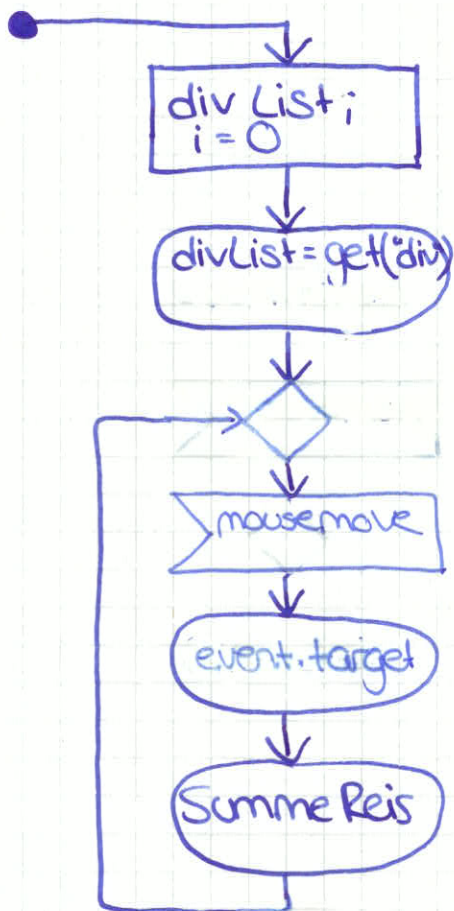 div List;
i = 0
divList = get("div")
mousemove
event.target
Summe Reis